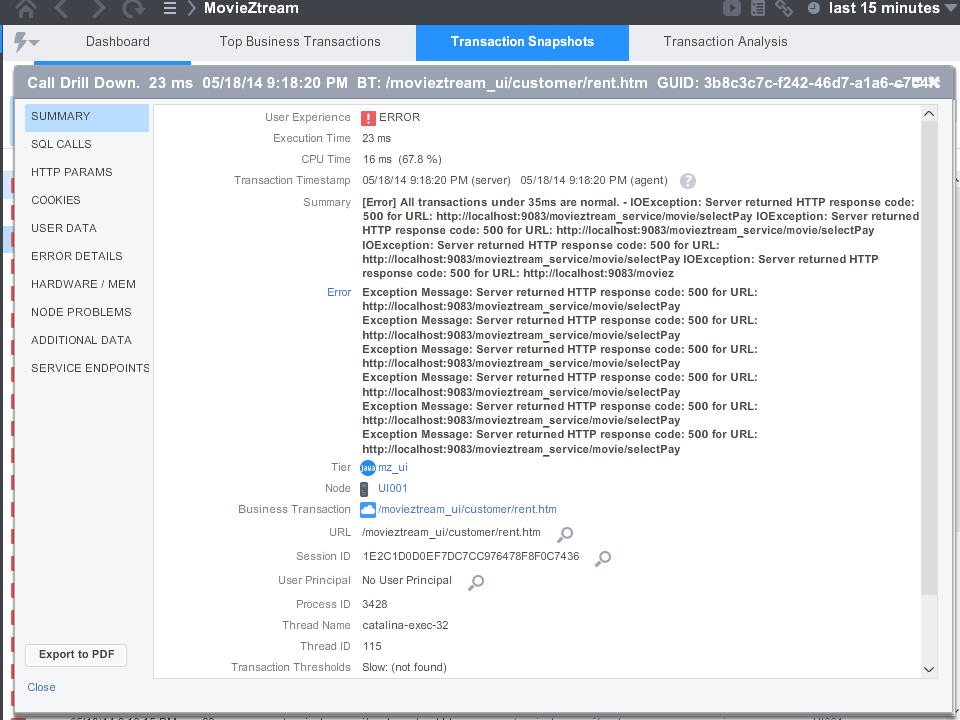 MovieZtream
last 15 minutes
Dashboard
Top Business Transactions
Transaction Snapshots
Transaction Analysis
Call Drill Down. 23 ms 05/18/14 9:18:20 PM BT: /movieztream_ui/customer/rent.htm GUID: 3b8c3c7c-f242-46d7-a1a6-
SUMMARY
SQL CALLS
HTTP PARAMS
COOKIES
USER DATA
ERROR DETAILS
HARDWARE / MEM
NODE PROBLEMS
ADDITIONAL DATA
SERVICE ENDPOINTS
Export to PDF
Close
User Experience ! ERROR
Execution Time 23 ms
CPU Time 16 ms (67.8 %)
Transaction Timestamp 05/18/14 9:18:20 PM (server) 05/18/14 9:18:20 PM (agent) ?
Summary [Error] All transactions under 35ms are normal. - IOException: Server returned HTTP response code:
500 for URL: http://localhost:9083/movieztream_service/movie/selectPay IOException: Server returned
HTTP response code: 500 for URL: http://localhost:9083/movieztream_service/movie/selectPay
IOException: Server returned HTTP response code: 500 for URL:
http://localhost:9083/movieztream_service/movie/selectPay IOException: Server returned HTTP
response code: 500 for URL: http://localhost:9083/moviez
Error Exception Message: Server returned HTTP response code: 500 for URL:
http://localhost:9083/movieztream_service/movie/selectPay
Exception Message: Server returned HTTP response code: 500 for URL:
http://localhost:9083/movieztream_service/movie/selectPay
Exception Message: Server returned HTTP response code: 500 for URL:
http://localhost:9083/movieztream_service/movie/selectPay
Exception Message: Server returned HTTP response code: 500 for URL:
http://localhost:9083/movieztream_service/movie/selectPay
Exception Message: Server returned HTTP response code: 500 for URL:
http://localhost:9083/movieztream_service/movie/selectPay
Exception Message: Server returned HTTP response code: 500 for URL:
http://localhost:9083/movieztream_service/movie/selectPay
Tier Java mz_ui
Node UI001
Business Transaction /movieztream_ui/customer/rent.htm
URL /movieztream_ui/customer/rent.htm
Session ID 1E2C1D0D0EF7DC7CC976478F8F0C7436
User Principal No User Principal
Process ID 3428
Thread Name catalina-exec-32
Thread ID 115
Transaction Thresholds Slow: (not found)